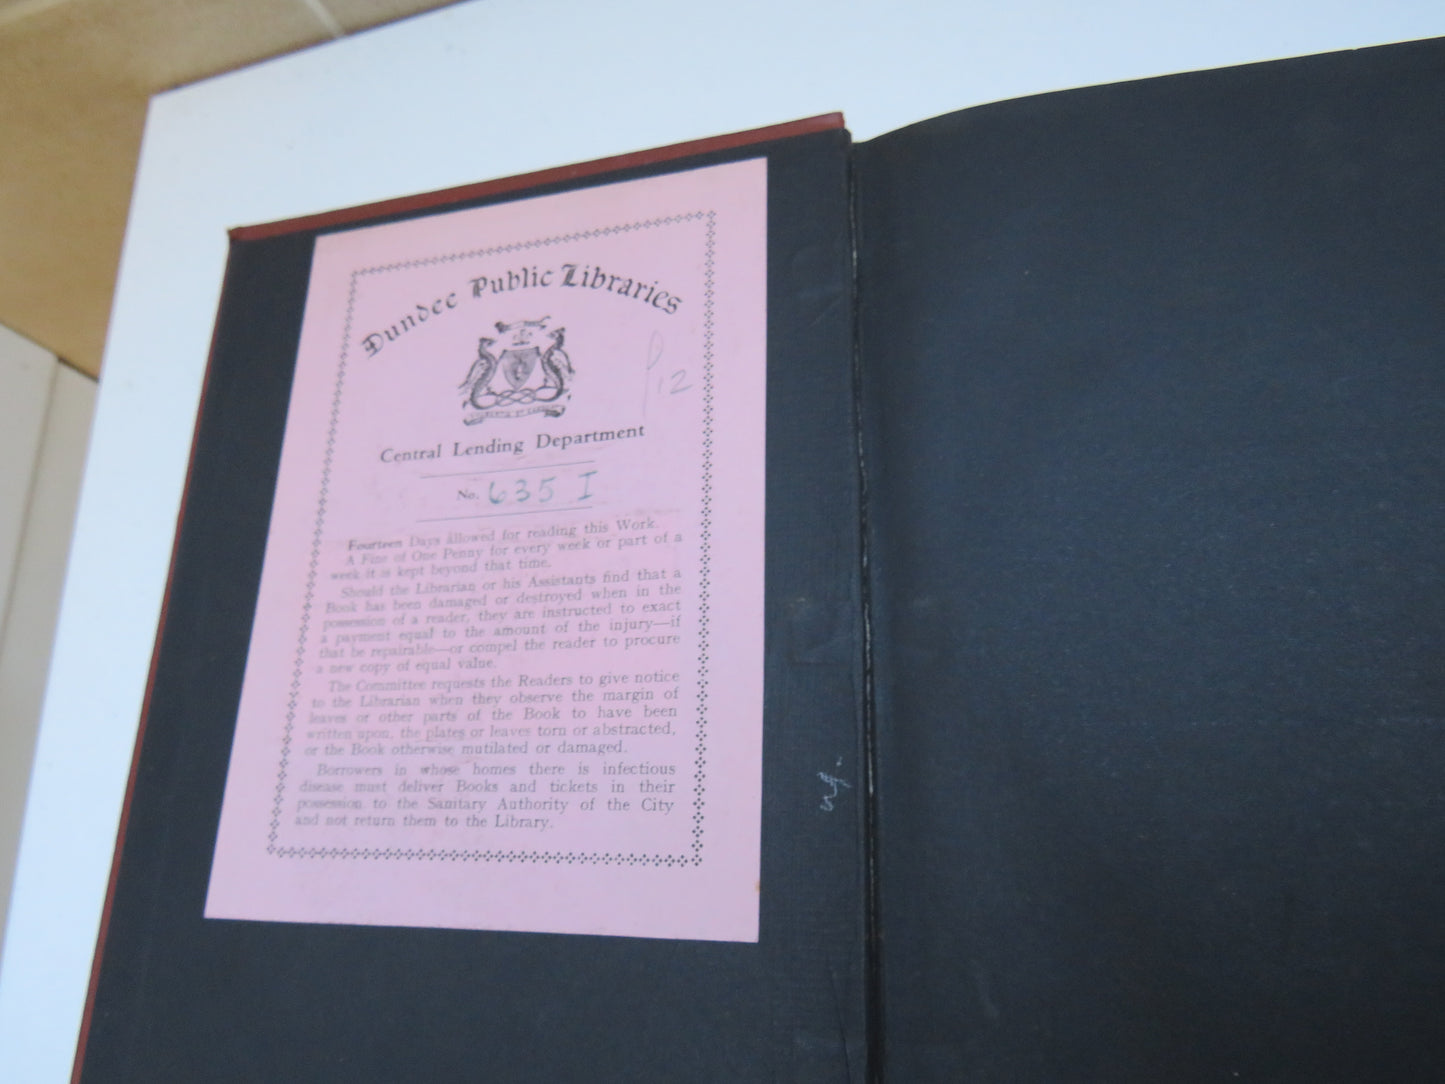 Dundee Public Libraries
12
Central Lending Department
No. 635 I
Fourteen Days allowed for reading this Work.
A Fine of One Penny for every week or part of a
week it is kept beyond that time.
Should the Librarian or his Assistants find that a
Book has been damaged or destroyed when in the
possession of a reader, they are instructed to exact
a payment equal to the amount of the injury—if
that be repairable—or compel the reader to procure
a new copy of equal value.
The Committee requests the Readers to give notice
to the Librarian when they observe the margin of
leaves or other parts of the Book to have been
written upon, the plates or leaves torn or abstracted,
or the Book otherwise mutilated or damaged.
Borrowers in whose homes there is infectious
disease must deliver Books and tickets in their
possession to the Sanitary Authority of the City
and not return them to the Library.